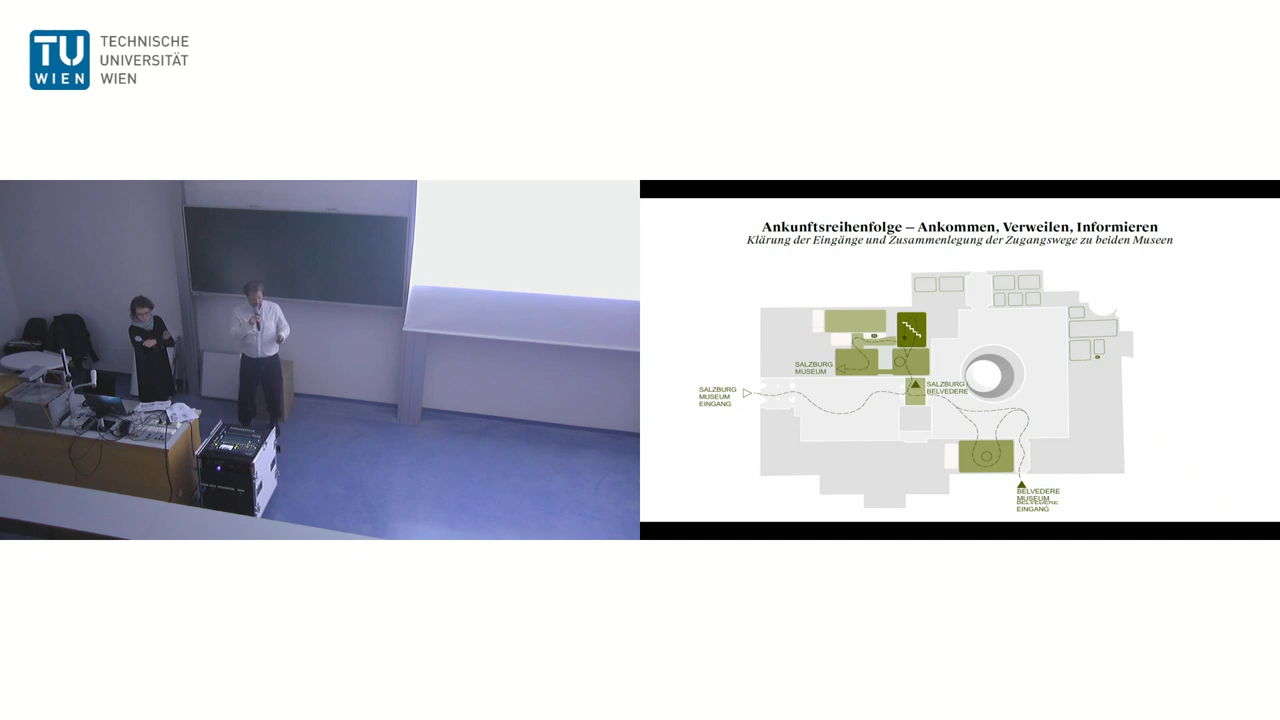 TU
WIEN
TECHNISCHE
UNIVERSITÄT
WIEN
Ankunftsreihenfolge – Ankommen, Verweilen, Informieren
Klärung der Eingänge und Zusammenlegung der Zugangswege zu beiden Museen
SALZBURG
MUSEUM
SALZBURG
MUSEUM
EINGANG
SALZBURG
BELVEDERE
BELVEDERE
MUSEUM
BELVEDERE
EINGANG